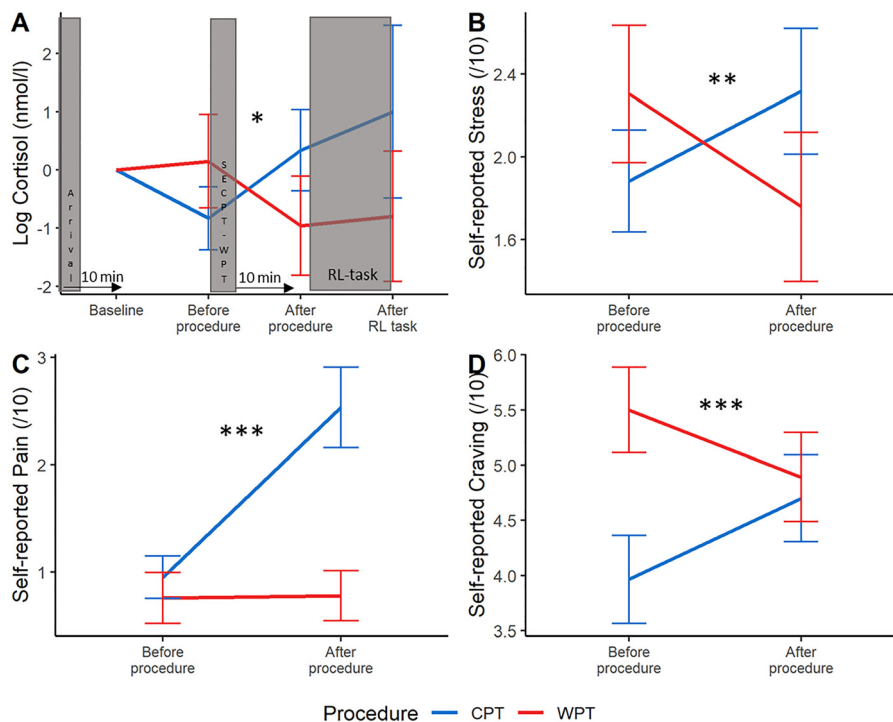 A
Log Cortisol (nmol/l)
2
1
0
-1
-2
Arrival
SECPT-WPT
RL-task
*
10 min
10 min
Baseline
Before
procedure
After
procedure
After
RL task
B
Self-reported Stress (/10)
2.4
2.0
1.6
**
Before
procedure
After
procedure
C
Self-reported Pain (/10)
3
2
1
***
Before
procedure
After
procedure
D
Self-reported Craving (/10)
6.0
5.5
5.0
4.5
4.0
3.5
***
Before
procedure
After
procedure
Procedure CPT WPT